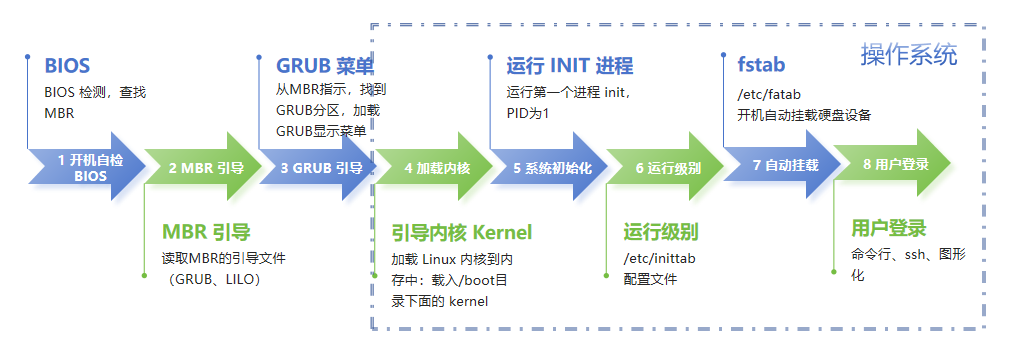 操作系统
BIOS
BIOS 检测，查找
MBR
GRUB 菜单
从MBR指示，找到
GRUB分区，加载
GRUB显示菜单
运行 INIT 进程
运行第一个进程 init，
PID为1
fstab
/etc/fatab
开机自动挂载硬盘设备
1 开机自检
BIOS
2 MBR 引导
3 GRUB 引导
4 加载内核
5 系统初始化
6 运行级别
7 自动挂载
8 用户登录
MBR 引导
读取MBR的引导文件
（GRUB、LILO）
引导内核 Kernel
加载 Linux 内核到内
存中：载入/boot目
录下面的 kernel
运行级别
/etc/inittab
配置文件
用户登录
命令行、ssh、图形
化